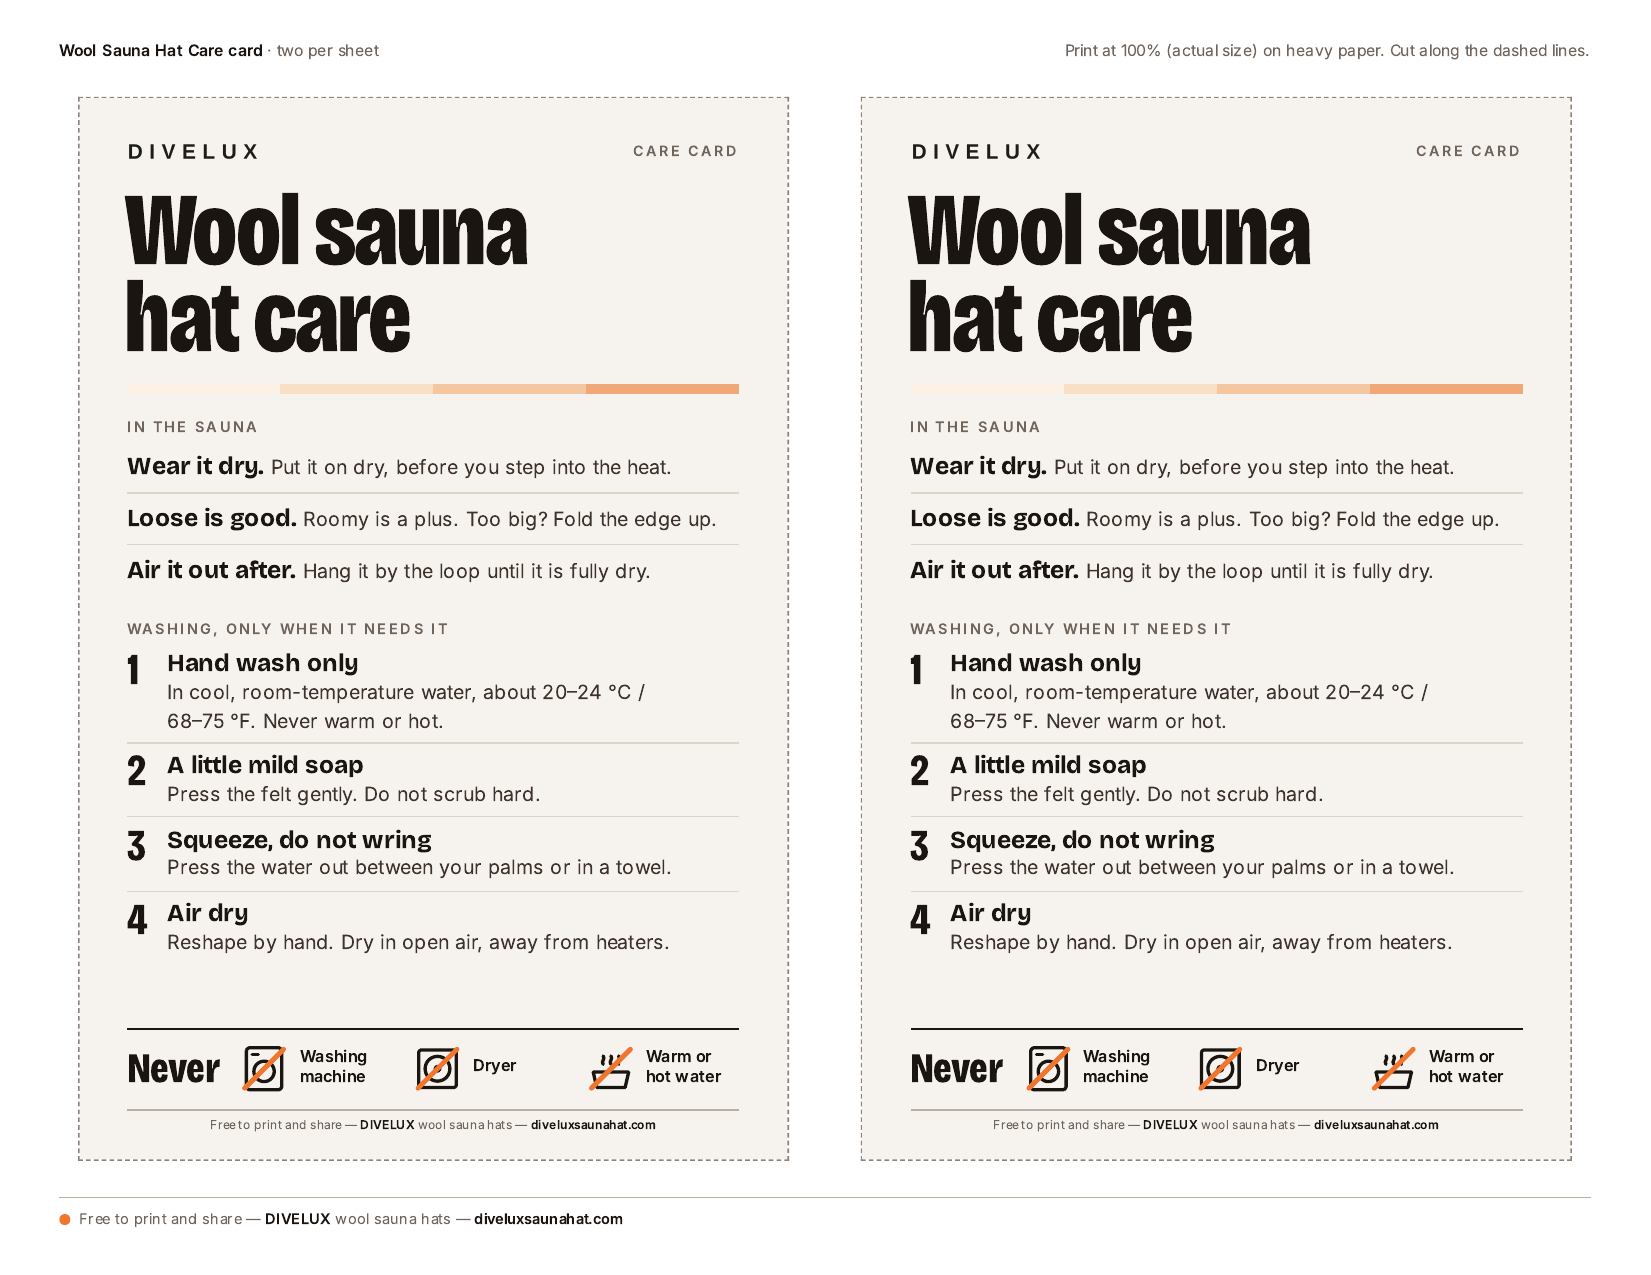 Wool Sauna Hat Care card · two per sheet
Print at 100% (actual size) on heavy paper. Cut along the dashed lines.
DIVELUX
CARE CARD
Wool sauna
hat care
IN THE SAUNA
Wear it dry. Put it on dry, before you step into the heat.
Loose is good. Roomy is a plus. Too big? Fold the edge up.
Air it out after. Hang it by the loop until it is fully dry.
WASHING, ONLY WHEN IT NEEDS IT
1 Hand wash only
In cool, room-temperature water, about 20–24 °C /
68–75 °F. Never warm or hot.
2 A little mild soap
Press the felt gently. Do not scrub hard.
3 Squeeze, do not wring
Press the water out between your palms or in a towel.
4 Air dry
Reshape by hand. Dry in open air, away from heaters.
Never
Washing
machine
Dryer
Warm or
hot water
Free to print and share — DIVELUX wool sauna hats — diveluxsaunahat.com
DIVELUX
CARE CARD
Wool sauna
hat care
IN THE SAUNA
Wear it dry. Put it on dry, before you step into the heat.
Loose is good. Roomy is a plus. Too big? Fold the edge up.
Air it out after. Hang it by the loop until it is fully dry.
WASHING, ONLY WHEN IT NEEDS IT
1 Hand wash only
In cool, room-temperature water, about 20–24 °C /
68–75 °F. Never warm or hot.
2 A little mild soap
Press the felt gently. Do not scrub hard.
3 Squeeze, do not wring
Press the water out between your palms or in a towel.
4 Air dry
Reshape by hand. Dry in open air, away from heaters.
Never
Washing
machine
Dryer
Warm or
hot water
Free to print and share — DIVELUX wool sauna hats — diveluxsaunahat.com
Free to print and share — DIVELUX wool sauna hats — diveluxsaunahat.com